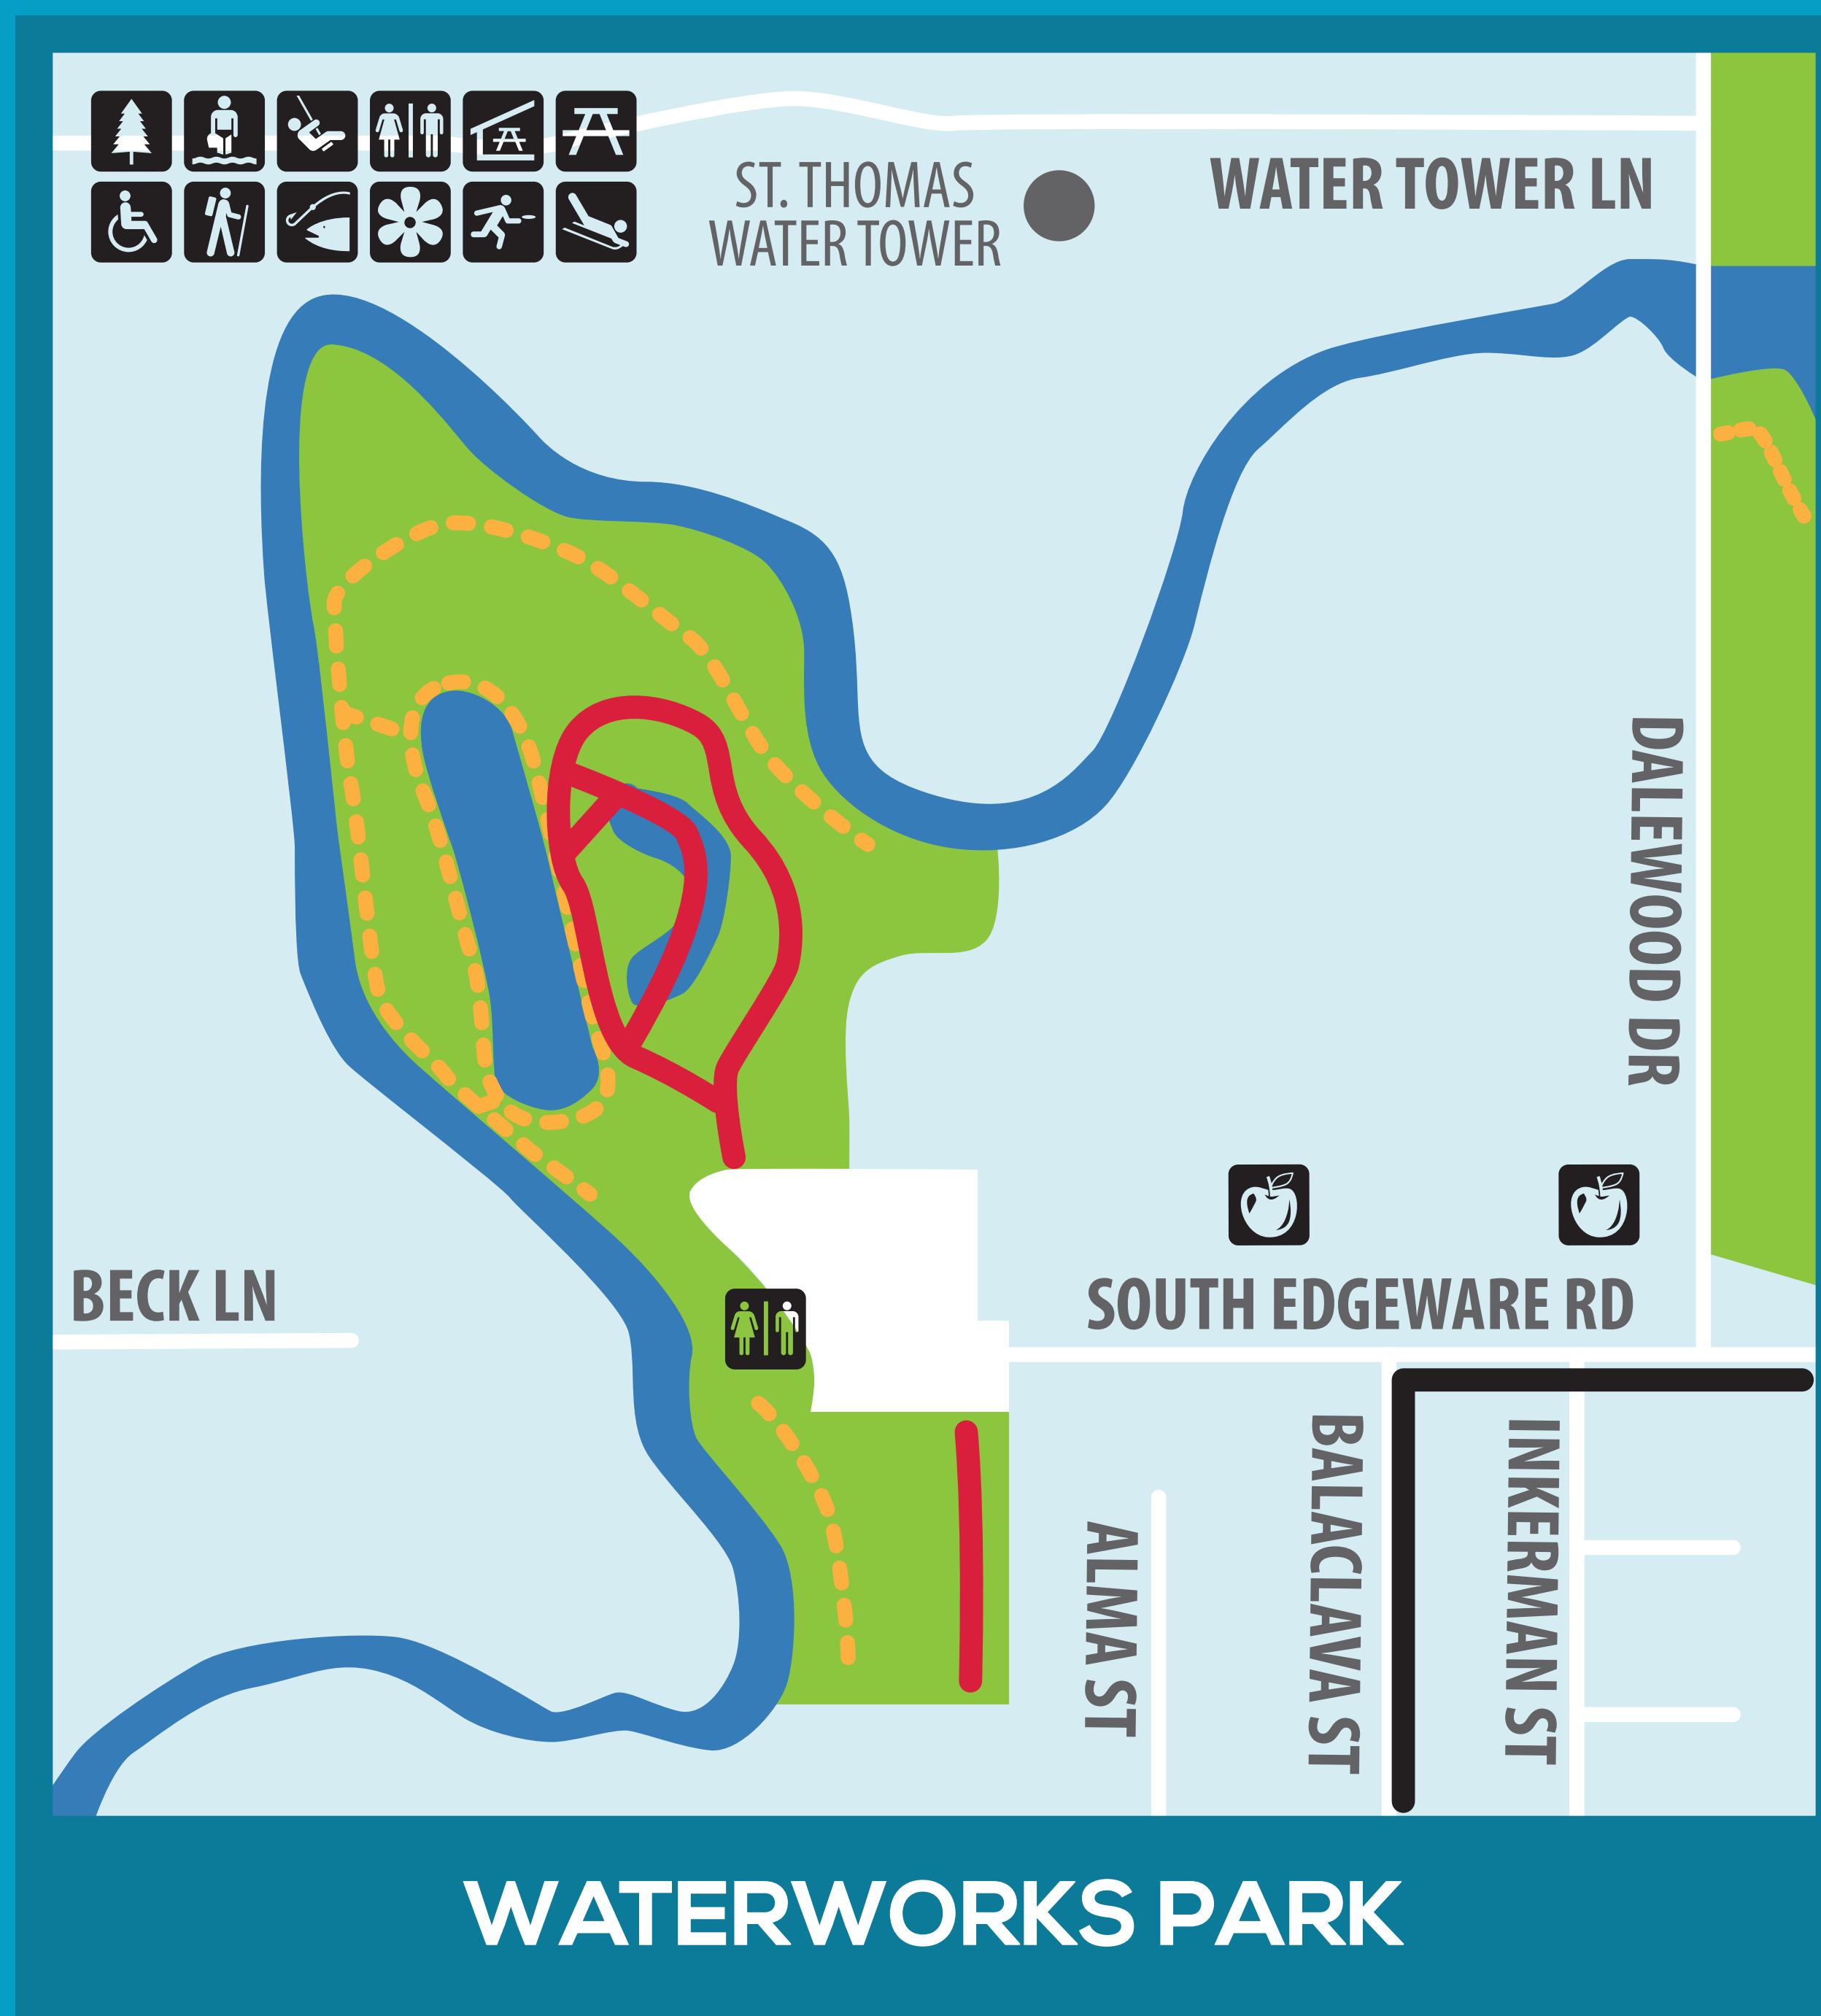 ST. THOMAS
WATER TOWER
WATER TOWER LN
DALEWOOD DR
BECK LN
SOUTH EDGEWARE RD
ALMA ST
BALACLAVA ST
INKERMAN ST
WATERWORKS PARK